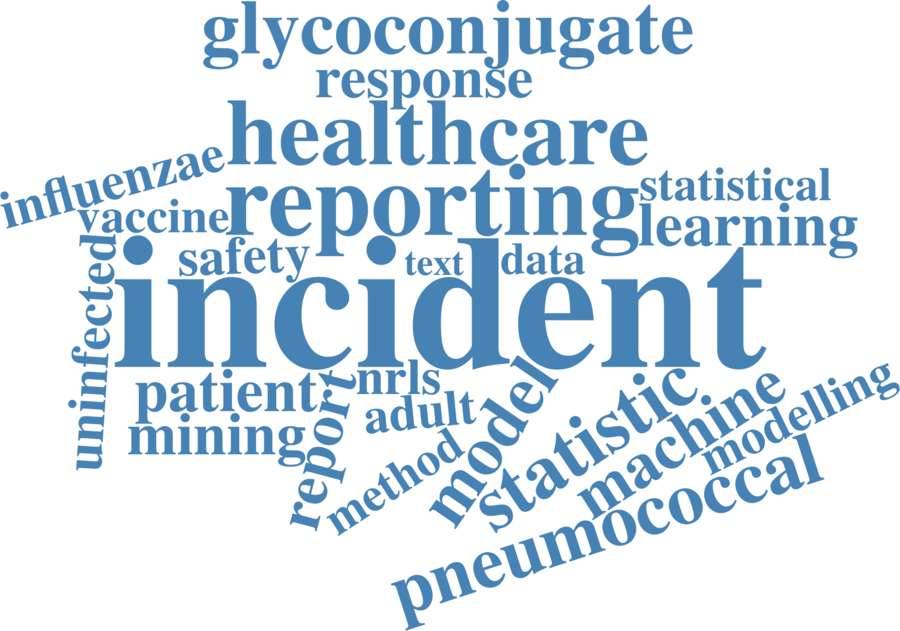 glycoconjugate
response
healthcare
influenzae
reporting
statistical
vaccine
learning
safety
text
data
uninfected
incident
patient
nrls
report
adult
model
statistic
machine
modelling
mining
method
pneumococcal